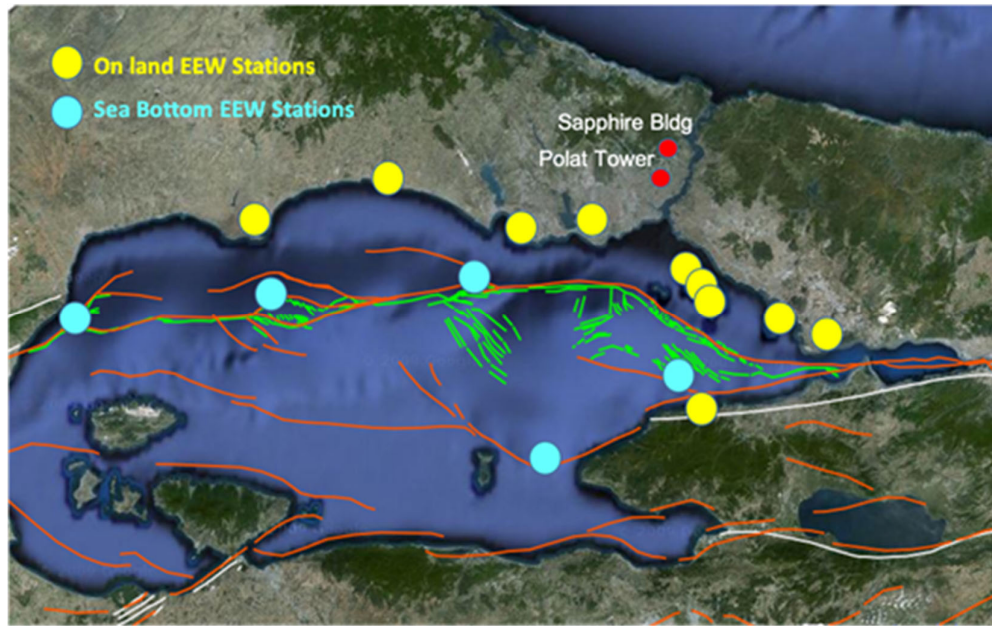 On land EEW Stations
Sea Bottom EEW Stations
Sapphire Bldg
Polat Tower